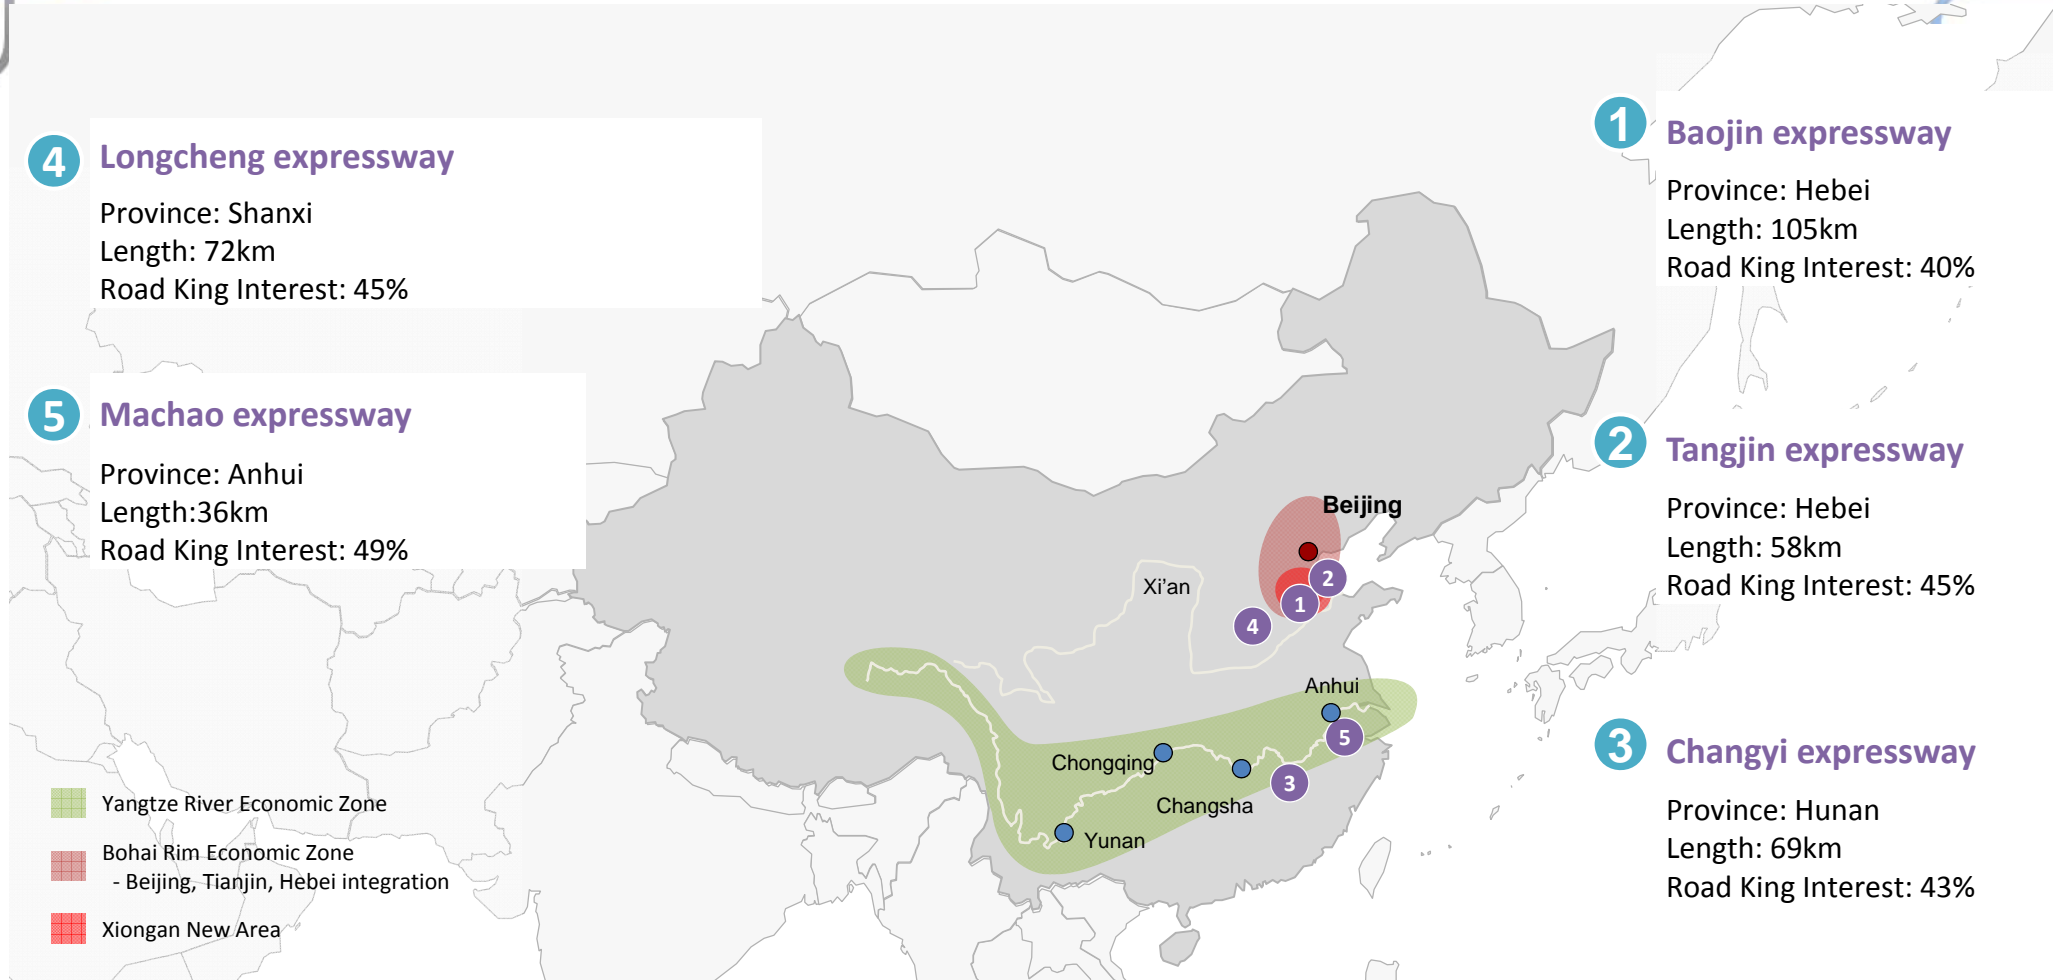 4
Longcheng expressway
Province: Shanxi
Length: 72km
Road King Interest: 45%
5
Machao expressway
Province: Anhui
Length:36km
Road King Interest: 49%
1
Baojin expressway
Province: Hebei
Length: 105km
Road King Interest: 40%
2
Tangjin expressway
Province: Hebei
Length: 58km
Road King Interest: 45%
3
Changyi expressway
Province: Hunan
Length: 69km
Road King Interest: 43%
Beijing
2
Xi'an
1
4
Anhui
5
Chongqing
3
Changsha
Yunan
Yangtze River Economic Zone
Bohai Rim Economic Zone
- Beijing, Tianjin, Hebei integration
Xiongan New Area